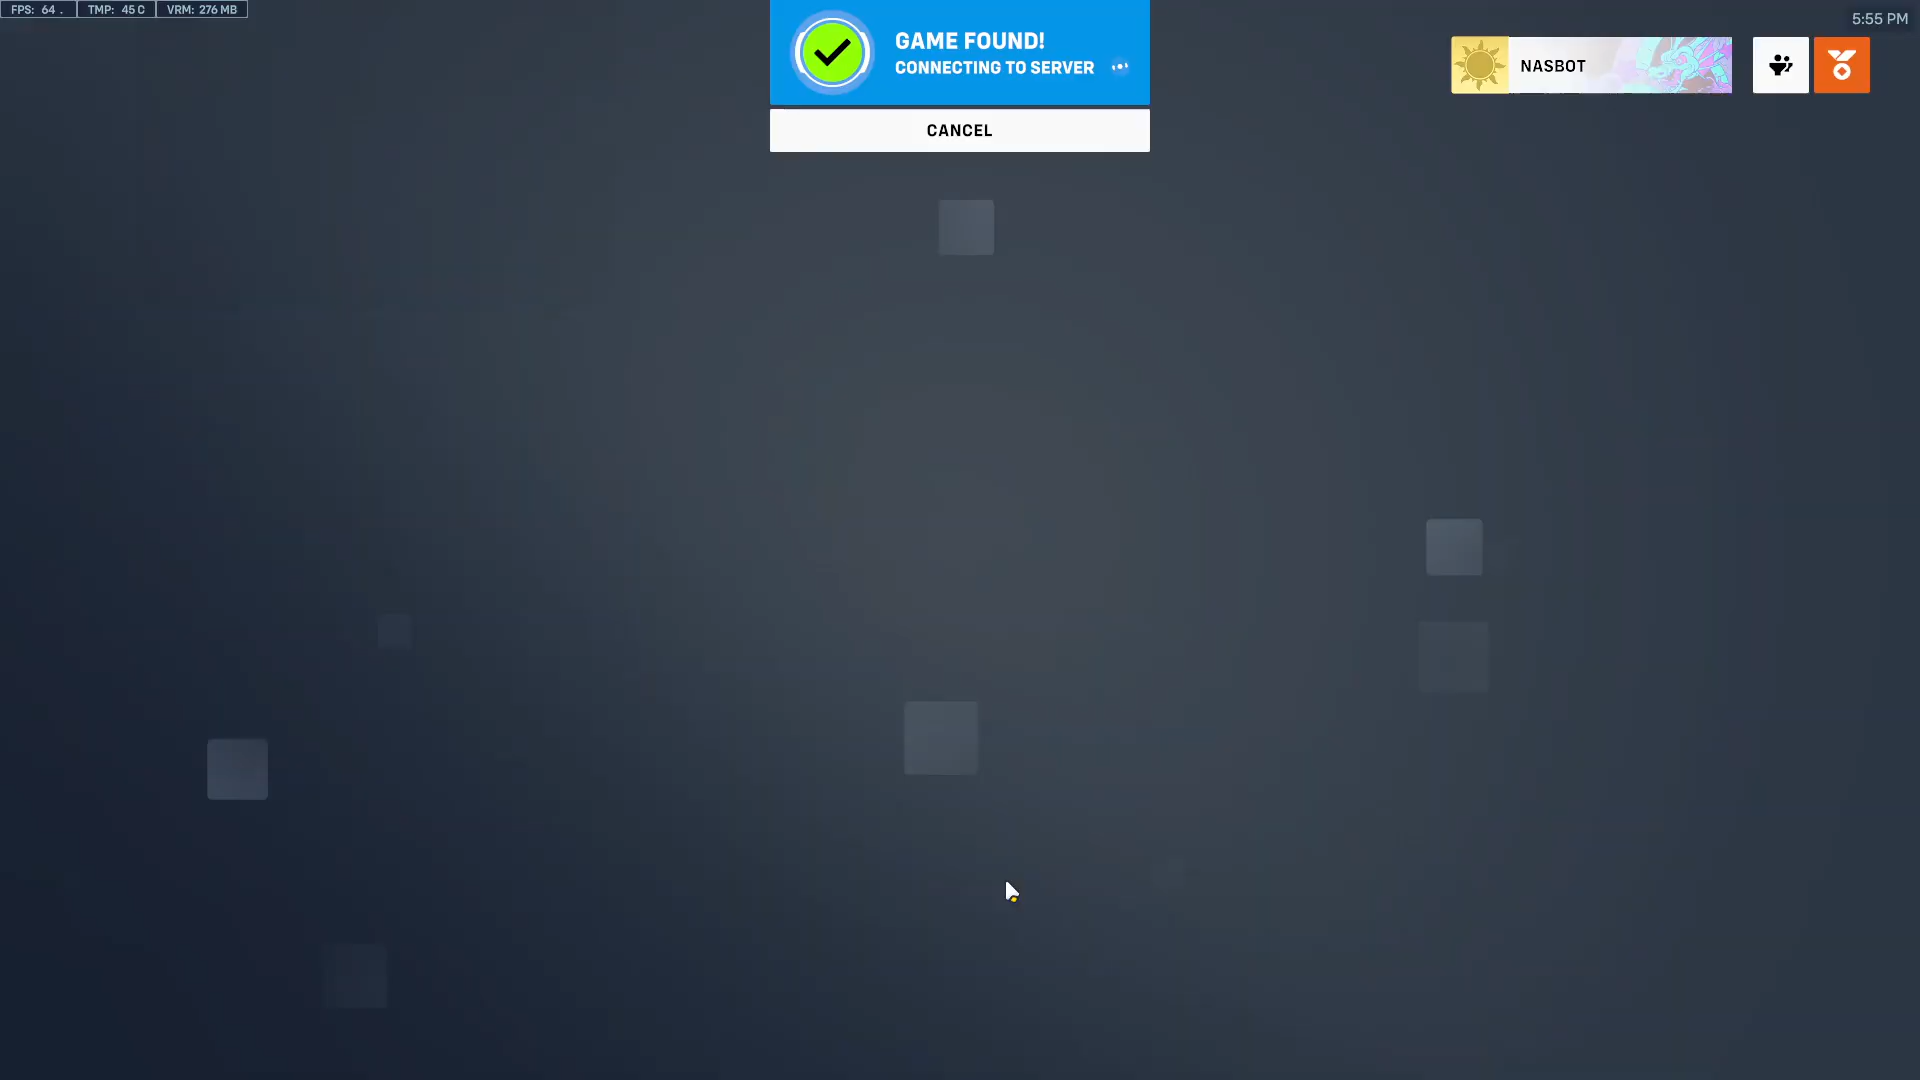 FPS: 64 .
TMP: 45 C
VRM: 276 MB
GAME FOUND!
CONNECTING TO SERVER
CANCEL
5:55 PM
NASBOT